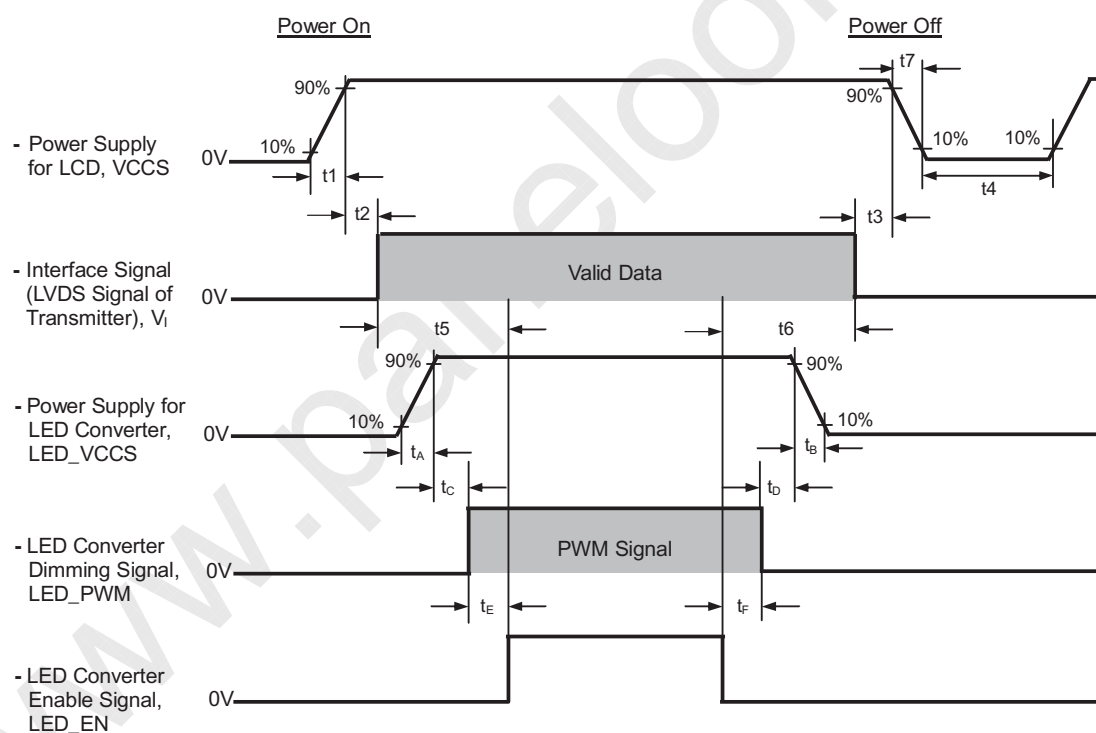 Power On
Power Off
t7
90%
90%
- Power Supply
for LCD, VCCS
0V
10%
10%
10%
t1
t4
t2
t3
- Interface Signal
(LVDS Signal of
Transmitter), VI
0V
Valid Data
t5
t6
90%
90%
- Power Supply for
LED Converter,
LED_VCCS
0V
10%
10%
tA
tB
tC
tD
- LED Converter
Dimming Signal,
LED_PWM
0V
PWM Signal
tE
tF
- LED Converter
Enable Signal,
LED_EN
0V
www.paneloo